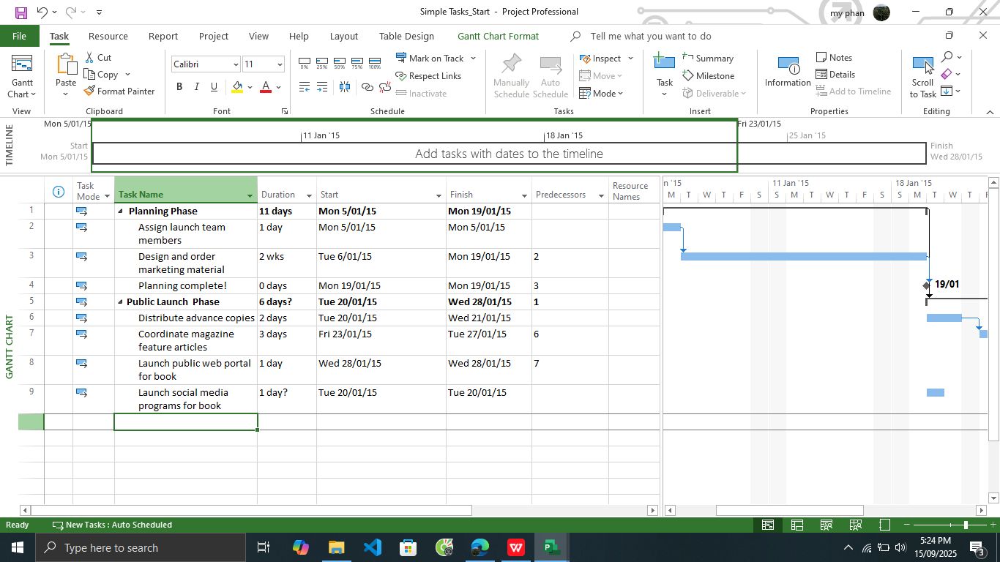 Simple Tasks_Start - Project Professional
my phan
File Task Resource Report Project View Help Layout Table Design Gantt Chart Format Tell me what you want to do
Gantt Chart
View
Paste
Cut
Copy
Format Painter
Clipboard
Calibri 11
B I U A
Font
0% 25% 50% 75% 100%
Mark on Track
Respect Links
Inactivate
Schedule
Manually Schedule
Auto Schedule
Inspect
Move
Mode
Tasks
Task
Summary
Milestone
Deliverable
Insert
Information
Notes
Details
Add to Timeline
Properties
Scroll to Task
Editing
TIMELINE
Mon 5/01/15
Fri 23/01/15
11 Jan '15
18 Jan '15
25 Jan '15
Start
Mon 5/01/15
Add tasks with dates to the timeline
Finish
Wed 28/01/15
GANTT CHART
Task Mode Task Name Duration Start Finish Predecessors Resource Names
n '15 11 Jan '15 18 Jan '15
M T W T F S S M T W T F S S M T W T F
1 Planning Phase 11 days Mon 5/01/15 Mon 19/01/15
2 Assign launch team members 1 day Mon 5/01/15 Mon 5/01/15
3 Design and order marketing material 2 wks Tue 6/01/15 Mon 19/01/15 2
4 Planning complete! 0 days Mon 19/01/15 Mon 19/01/15 3
19/01
5 Public Launch Phase 6 days? Tue 20/01/15 Wed 28/01/15 1
6 Distribute advance copies 2 days Tue 20/01/15 Wed 21/01/15
7 Coordinate magazine feature articles 3 days Fri 23/01/15 Tue 27/01/15 6
8 Launch public web portal for book 1 day Wed 28/01/15 Wed 28/01/15 7
9 Launch social media programs for book 1 day? Tue 20/01/15 Tue 20/01/15
Ready New Tasks : Auto Scheduled
Type here to search
5:24 PM
15/09/2025
3